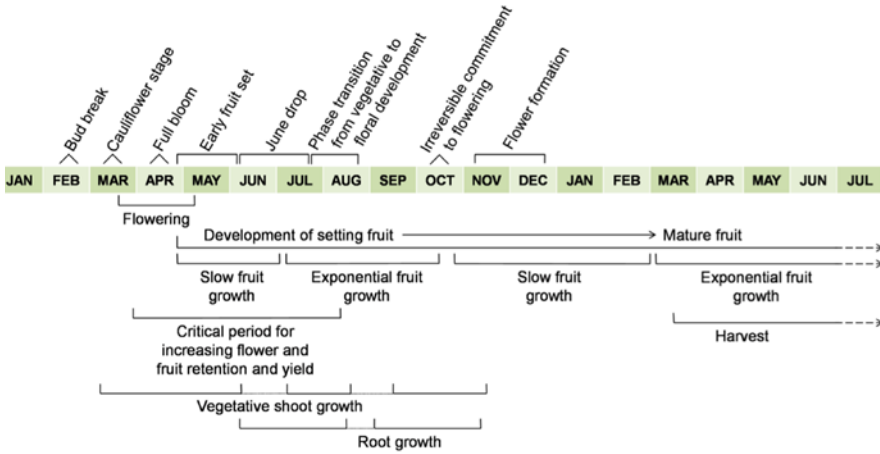 Bud break
Cauliflower stage
Full bloom
Early fruit set
June drop
Phase transition
from vegetative to
floral development
Irreversible commitment
to flowering
Flower formation
JAN FEB MAR APR MAY JUN JUL AUG SEP OCT NOV DEC JAN FEB MAR APR MAY JUN JUL
Flowering
Development of setting fruit Mature fruit
Slow fruit
growth
Exponential fruit
growth
Slow fruit
growth
Exponential fruit
growth
Critical period for
increasing flower and
fruit retention and yield
Harvest
Vegetative shoot growth
Root growth